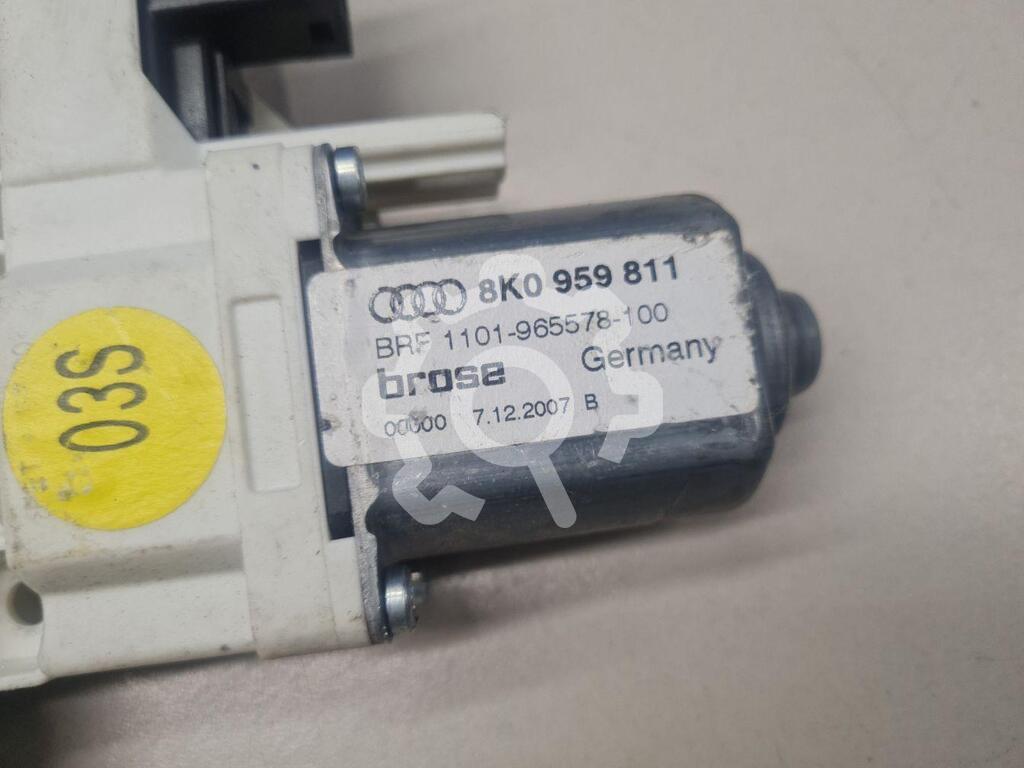 8K0 959 811
BRF 1101-965578-100
brose Germany
00000 7.12.2007 B
03S